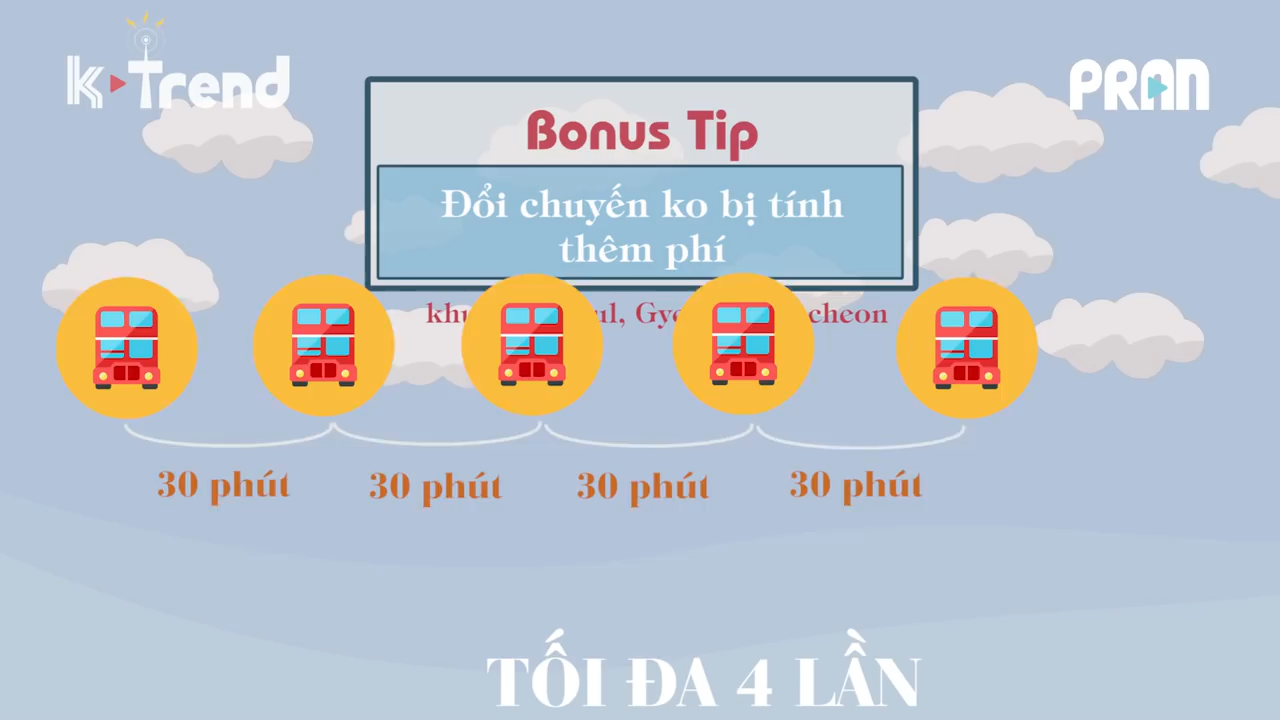 K Trend
PRAN
Bonus Tip
Đổi chuyến ko bị tính
thêm phí
30 phút
30 phút
30 phút
30 phút
TỐI ĐA 4 LẦN